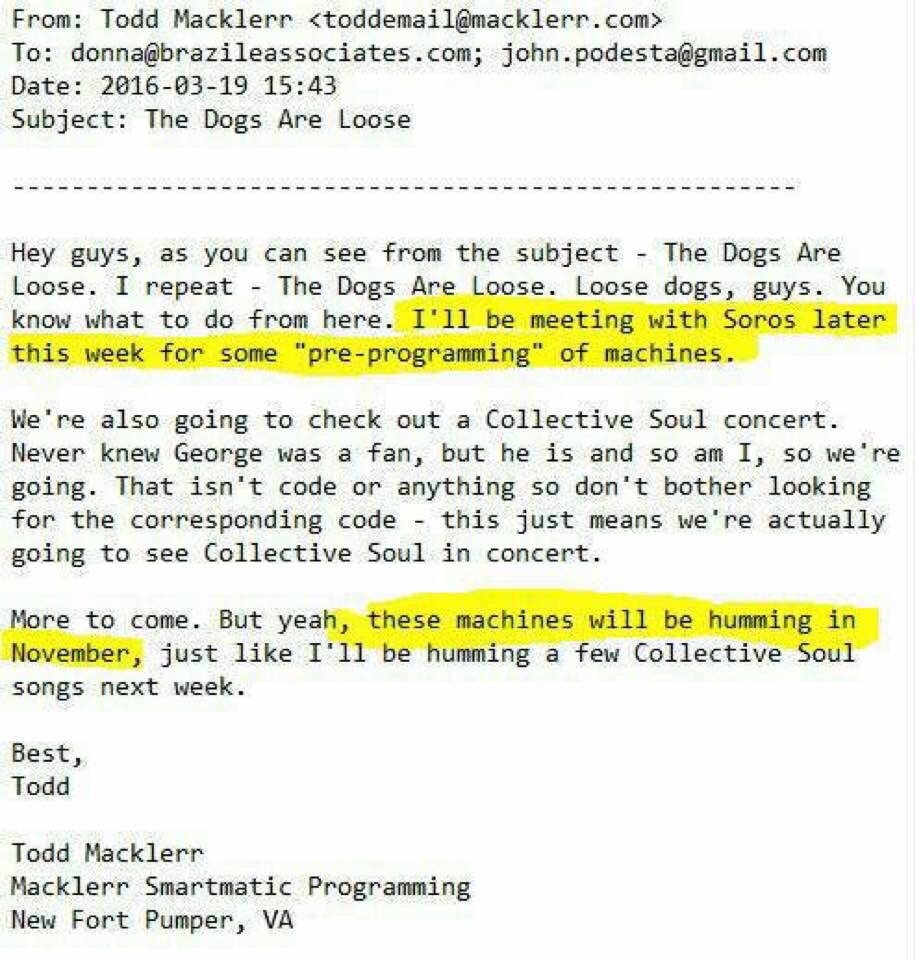 From: Todd Macklerr <toddemail@macklerr.com>
To: donna@brazileassociates.com; john.podesta@gmail.com
Date: 2016-03-19 15:43
Subject: The Dogs Are Loose
-----------------------------------------------------
Hey guys, as you can see from the subject - The Dogs Are
Loose. I repeat - The Dogs Are Loose. Loose dogs, guys. You
know what to do from here. I'll be meeting with Soros later
this week for some "pre-programming" of machines.
We're also going to check out a Collective Soul concert.
Never knew George was a fan, but he is and so am I, so we're
going. That isn't code or anything so don't bother looking
for the corresponding code - this just means we're actually
going to see Collective Soul in concert.
More to come. But yeah, these machines will be humming in
November, just like I'll be humming a few Collective Soul
songs next week.
Best,
Todd
Todd Macklerr
Macklerr Smartmatic Programming
New Fort Pumper, VA